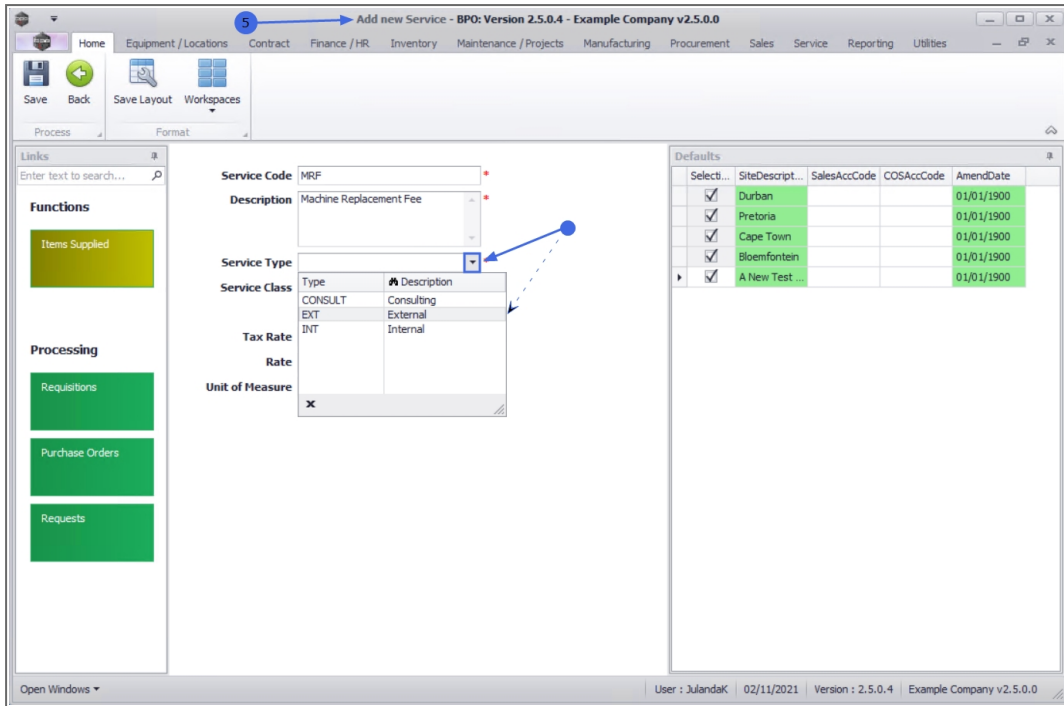 5
Add new Service - BPO: Version 2.5.0.4 - Example Company v2.5.0.0
Home Equipment / Locations Contract Finance / HR Inventory Maintenance / Projects Manufacturing Procurement Sales Service Reporting Utilities
Save Back Save Layout Workspaces
Process Format
Links
Enter text to search...
Functions
Items Supplied
Processing
Requisitions
Purchase Orders
Requests
Service Code MRF *
Description Machine Replacement Fee *
Service Type *
Service Class
Tax Rate
Rate
Unit of Measure
Type Description
CONSULT Consulting
EXT External
INT Internal
x
Defaults
Selecti... SiteDescript... SalesAccCode COSAccCode AmendDate
Durban 01/01/1900
Pretoria 01/01/1900
Cape Town 01/01/1900
Bloemfontein 01/01/1900
A New Test ... 01/01/1900
Open Windows User : JulandaK 02/11/2021 Version : 2.5.0.4 Example Company v2.5.0.0